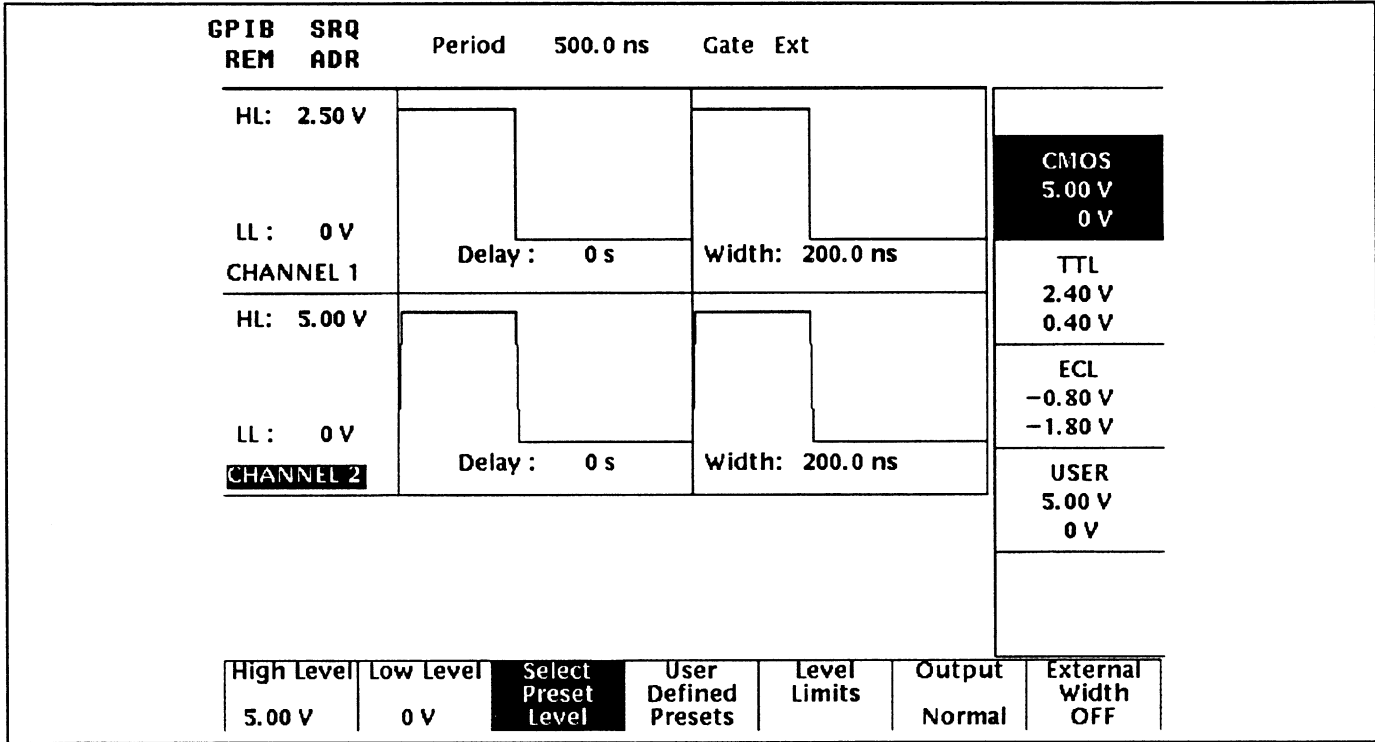 GPIB SRQ
REM ADR
Period 500.0 ns Gate Ext
HL: 2.50 V
LL : 0 V
Delay : 0 s Width: 200.0 ns
CHANNEL 1
HL: 5.00 V
LL : 0 V
Delay : 0 s Width: 200.0 ns
CHANNEL 2
CMOS
5.00 V
0 V
TTL
2.40 V
0.40 V
ECL
−0.80 V
−1.80 V
USER
5.00 V
0 V
High Level
5.00 V
Low Level
0 V
Select
Preset
Level
User
Defined
Presets
Level
Limits
Output
Normal
External
Width
OFF